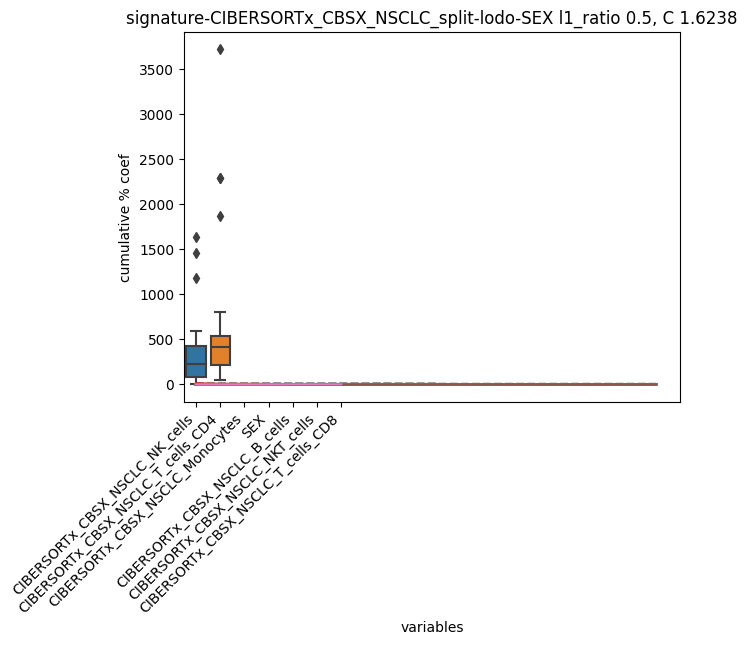 signature-CIBERSORTx_CBSX_NSCLC_split-lodo-SEX l1_ratio 0.5, C 1.6238
cumulative % coef
3500
3000
2500
2000
1500
1000
500
0
CIBERSORTx_CBSX_NSCLC_NK_cells
CIBERSORTx_CBSX_NSCLC_T_cells_CD4
CIBERSORTx_CBSX_NSCLC_Monocytes
SEX
CIBERSORTx_CBSX_NSCLC_B_cells
CIBERSORTx_CBSX_NSCLC_NKT_cells
CIBERSORTx_CBSX_NSCLC_T_cells_CD8
variables